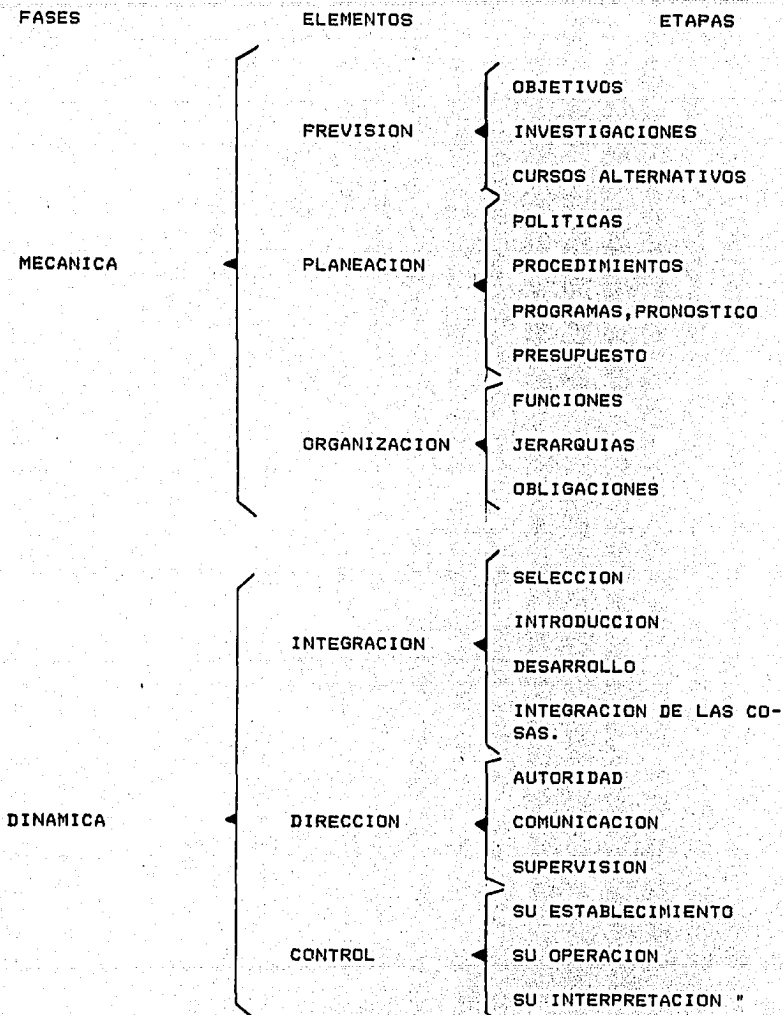 FASES ELEMENTOS ETAPAS
OBJETIVOS
PREVISION INVESTIGACIONES
CURSOS ALTERNATIVOS
POLITICAS
MECANICA PLANEACION PROCEDIMIENTOS
PROGRAMAS,PRONOSTICO
PRESUPUESTO
FUNCIONES
ORGANIZACION JERARQUIAS
OBLIGACIONES
SELECCION
INTRODUCCION
INTEGRACION
DESARROLLO
INTEGRACION DE LAS CO-
SAS.
AUTORIDAD
DINAMICA DIRECCION COMUNICACION
SUPERVISION
SU ESTABLECIMIENTO
CONTROL SU OPERACION
SU INTERPRETACION "